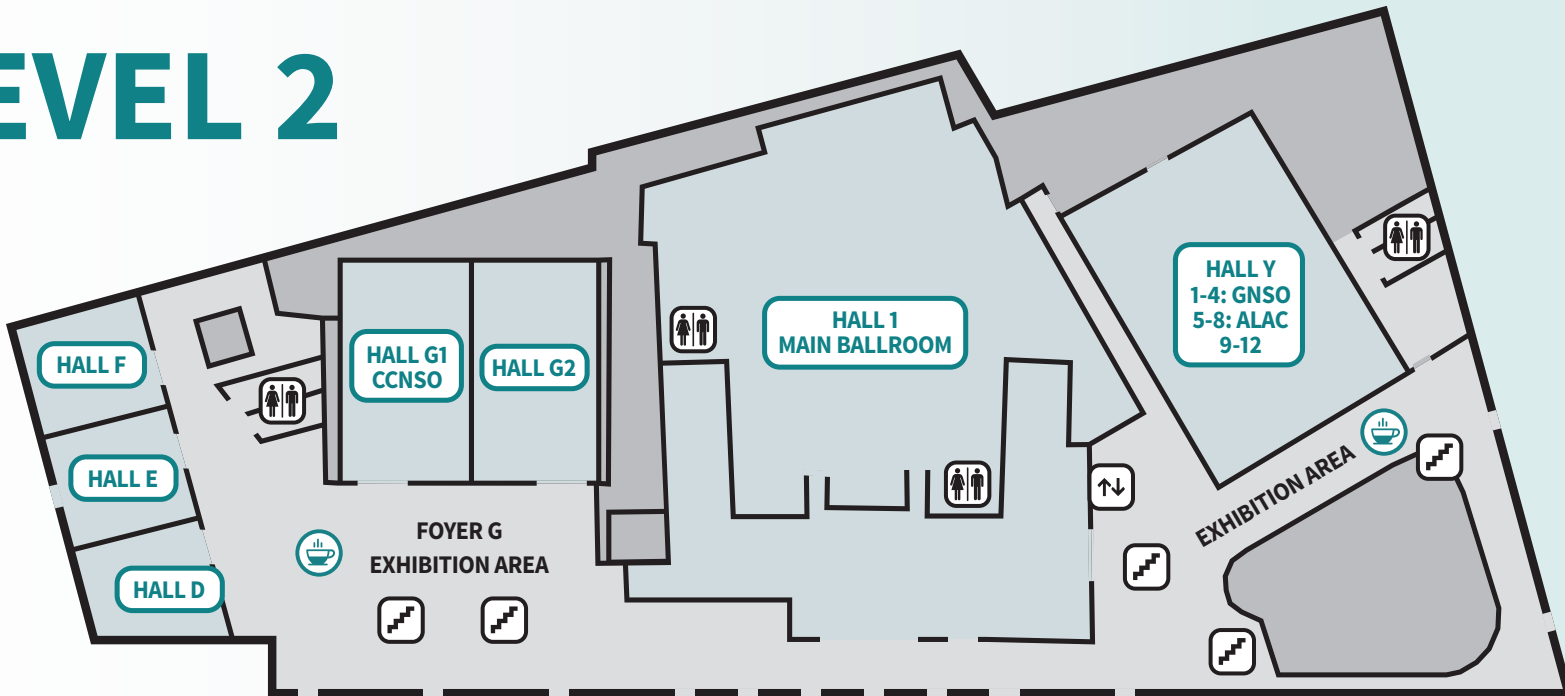 EVEL 2
HALL F
HALL E
HALL D
HALL G1
CCNSO
HALL G2
FOYER G
EXHIBITION AREA
HALL 1
MAIN BALLROOM
HALL Y
1-4: GNSO
5-8: ALAC
9-12
EXHIBITION AREA